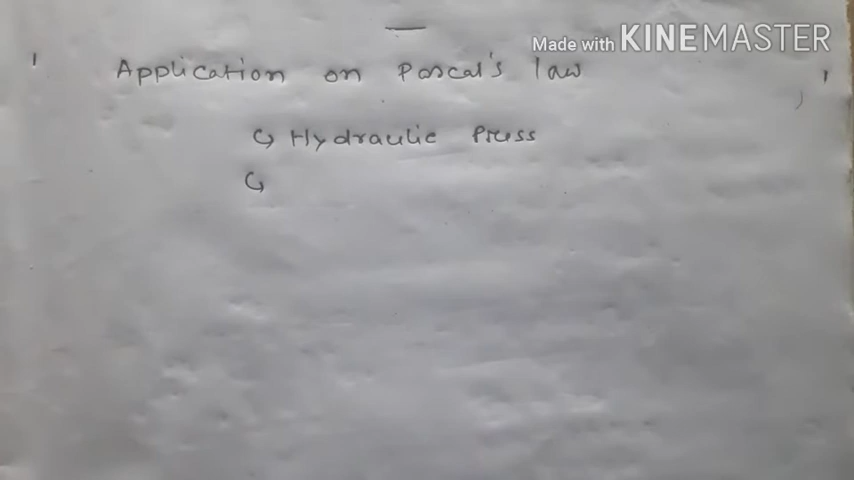 Made with KINEMASTER
Application on Pascal's law
↳ Hydraulic Press
↳